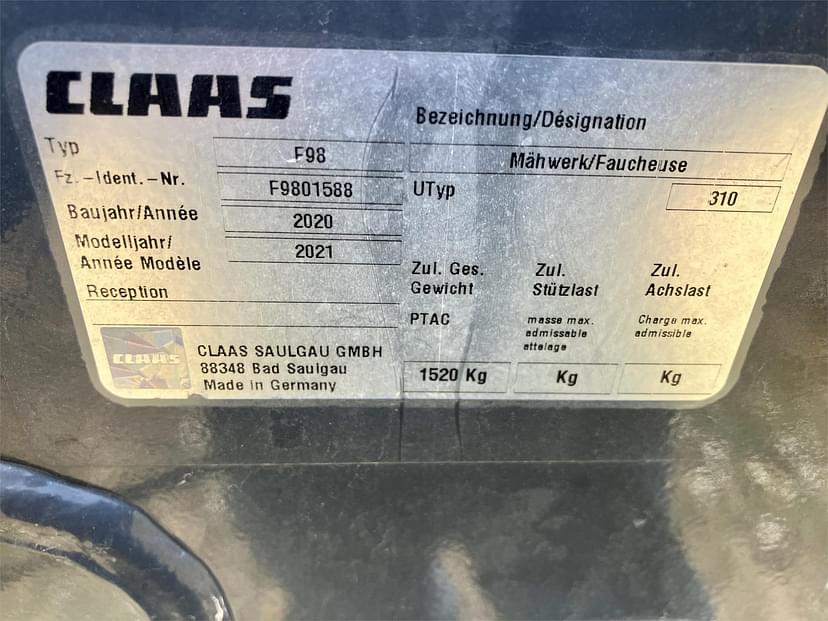 CLAAS
Bezeichnung/Désignation
Typ F98
Mähwerk/Faucheuse
Fz.-Ident.-Nr. F9801588
UTyp 310
Baujahr/Année 2020
Modelljahr/
Année Modèle 2021
Reception
Zul. Ges.
Gewicht
PTAC
1520 Kg
Zul.
Stützlast
masse max.
admissable
attelage
Kg
Zul.
Achslast
Charge max.
admissible
Kg
CLAAS
CLAAS SAULGAU GMBH
88348 Bad Saulgau
Made in Germany